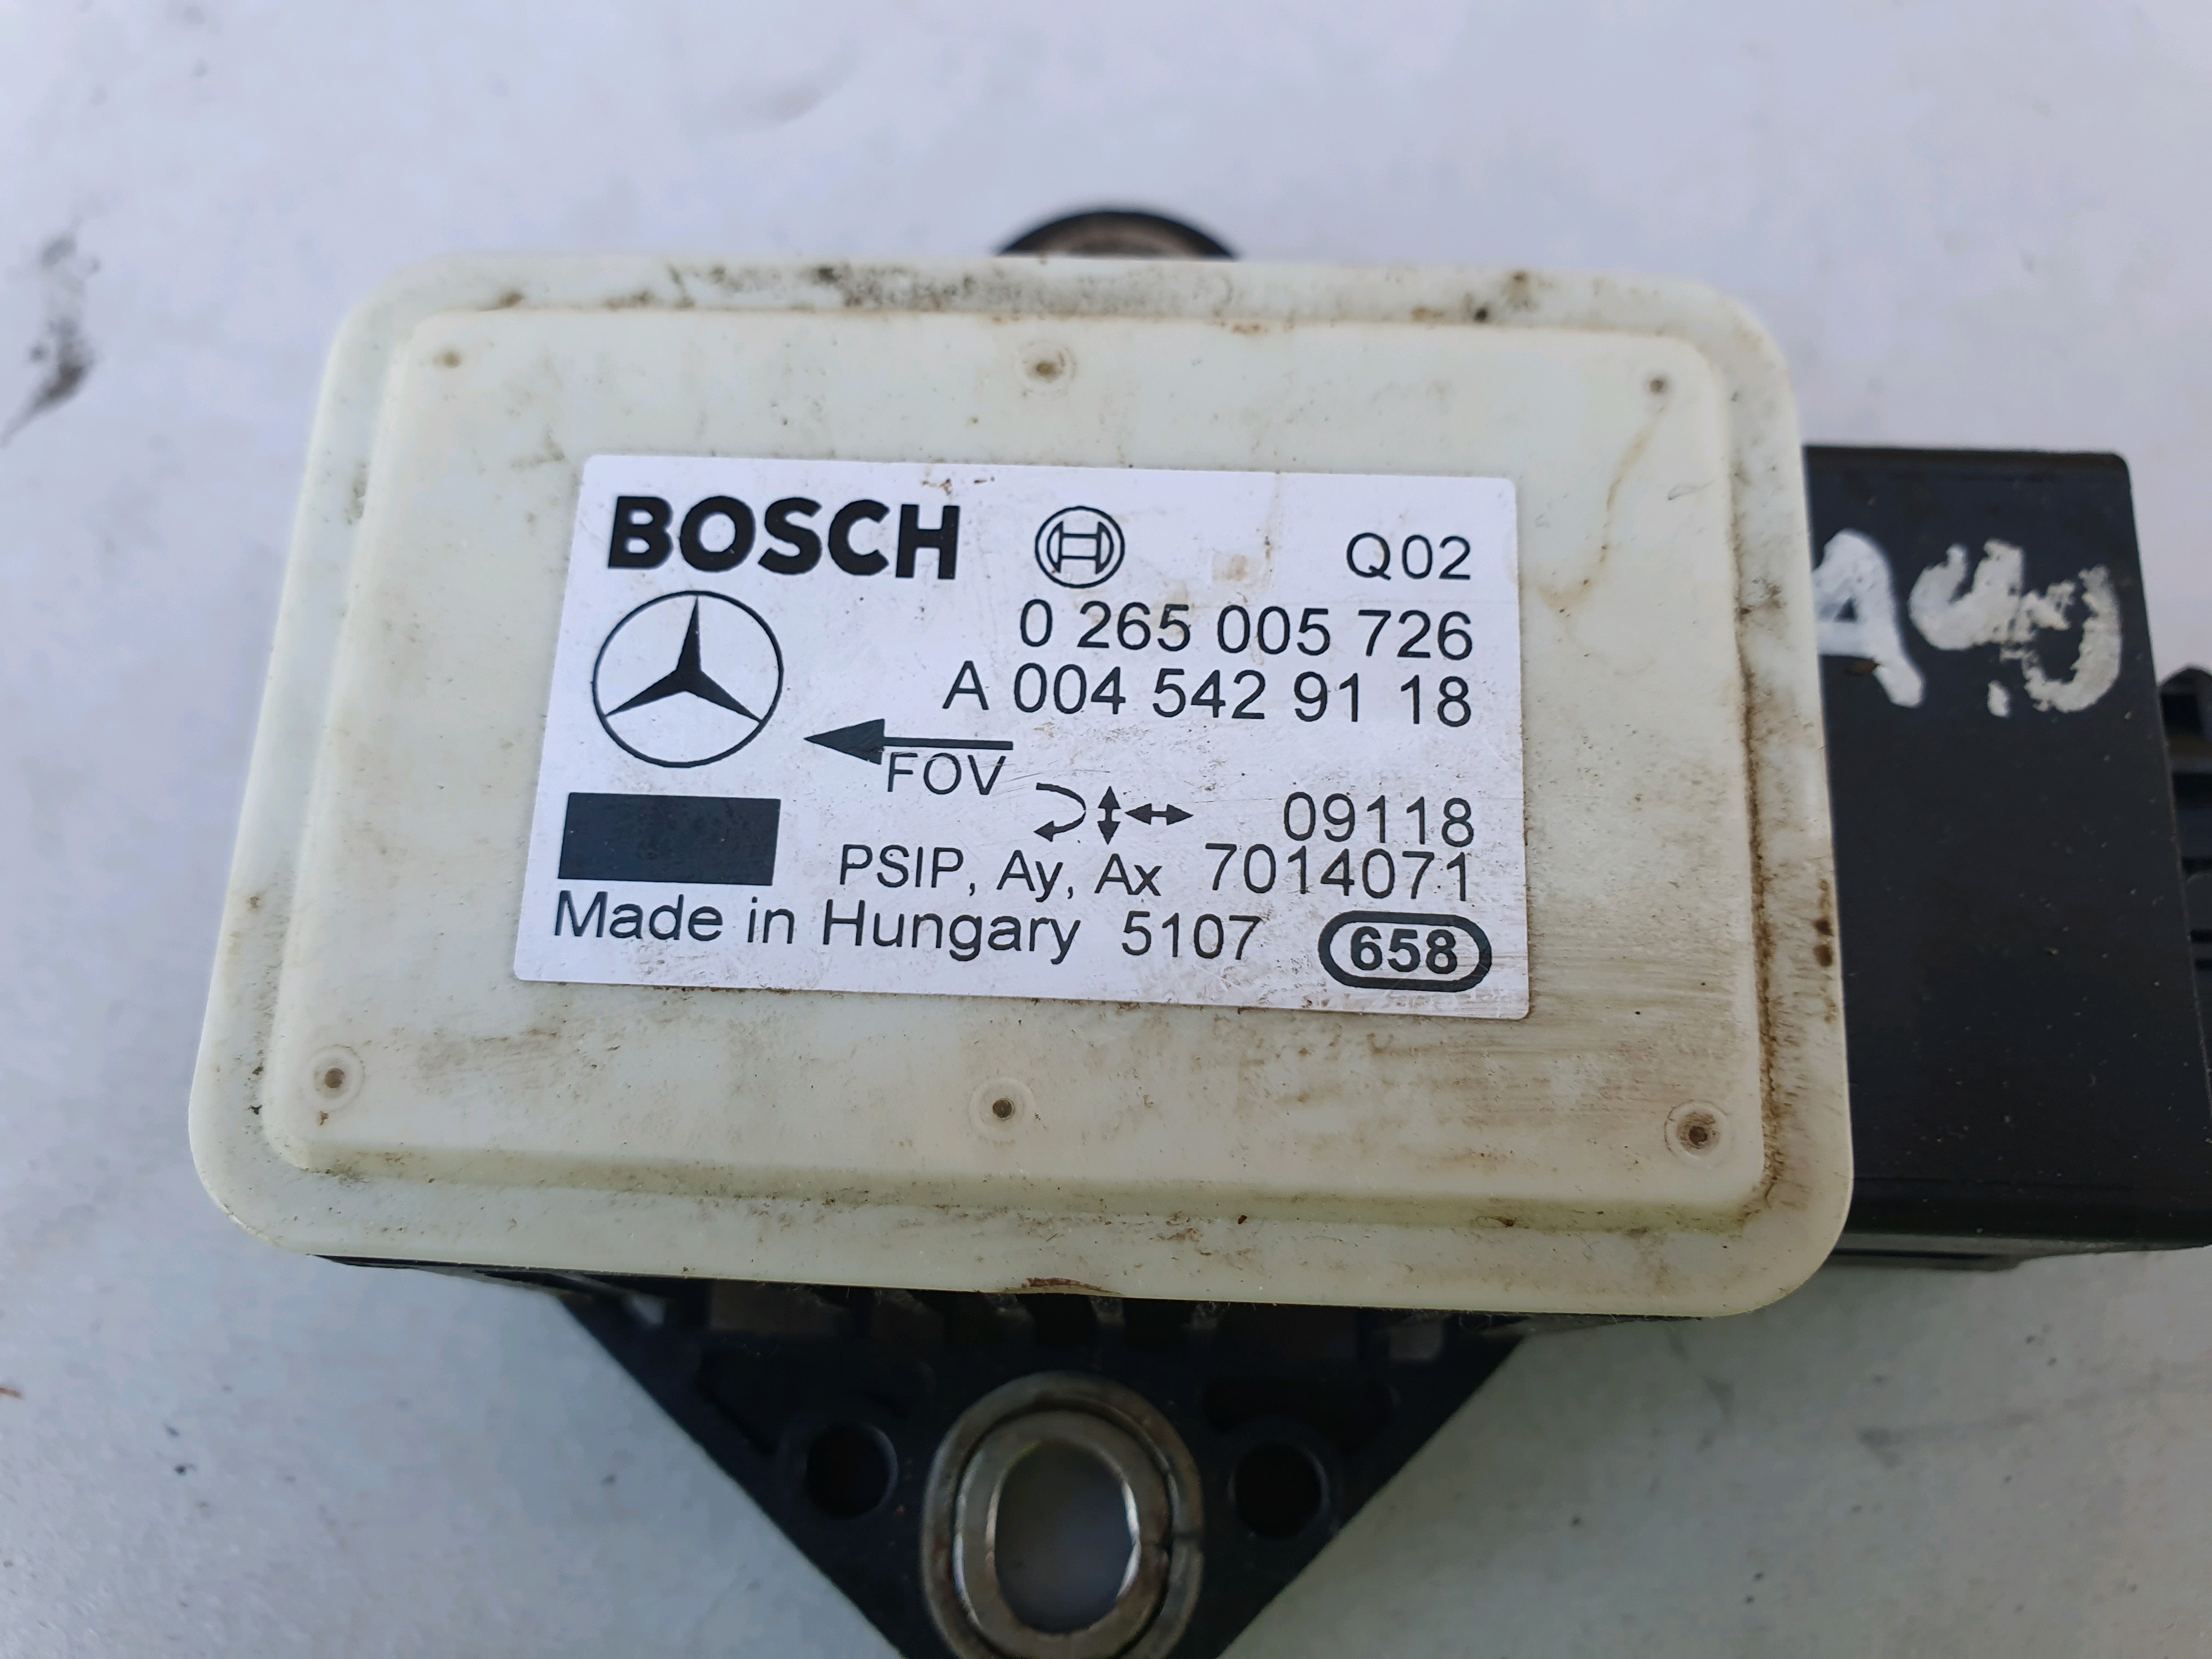 BOSCH Q02
0 265 005 726
A 004 542 91 18
FOV
09118
PSIP, Ay, Ax 7014071
Made in Hungary 5107 658